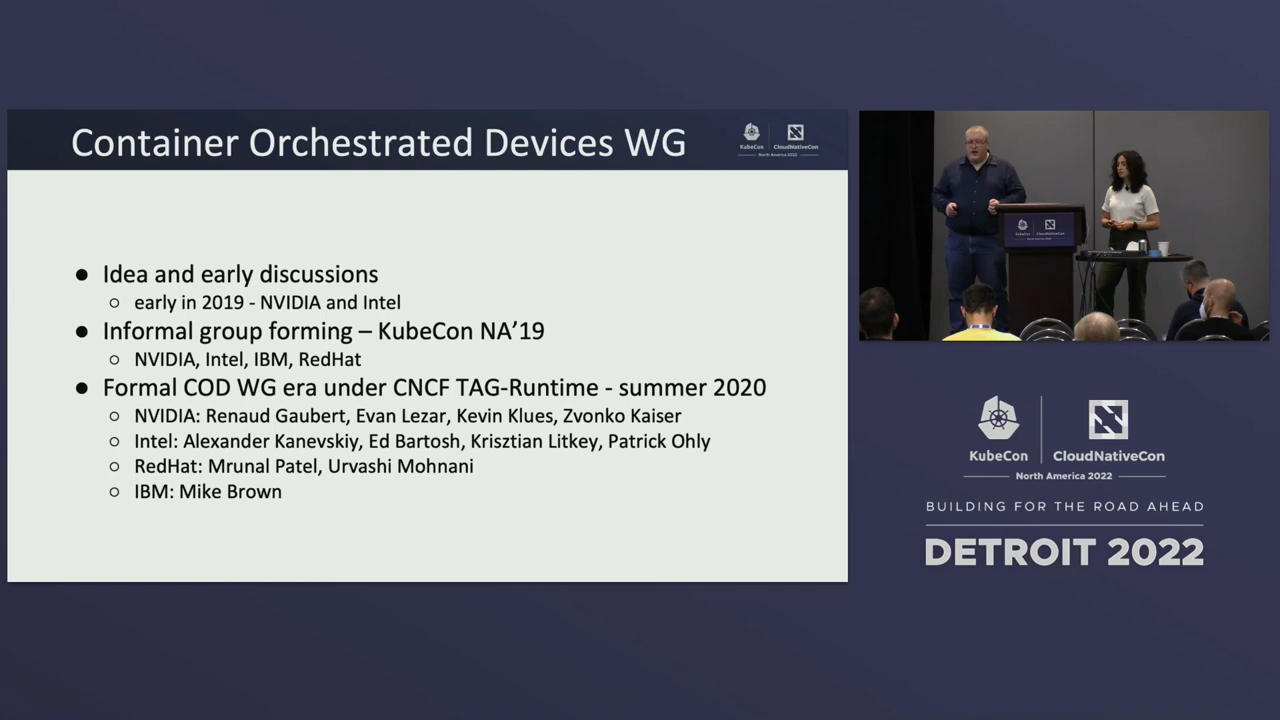 Container Orchestrated Devices WG
KubeCon
CloudNativeCon
North America 2022
● Idea and early discussions
○ early in 2019 - NVIDIA and Intel
● Informal group forming – KubeCon NA’19
○ NVIDIA, Intel, IBM, RedHat
● Formal COD WG era under CNCF TAG-Runtime - summer 2020
○ NVIDIA: Renaud Gaubert, Evan Lezar, Kevin Klues, Zvonko Kaiser
○ Intel: Alexander Kanevskiy, Ed Bartosh, Krisztian Litkey, Patrick Ohly
○ RedHat: Mrunal Patel, Urvashi Mohnani
○ IBM: Mike Brown
KubeCon
CloudNativeCon
North America 2022
BUILDING FOR THE ROAD AHEAD
DETROIT 2022